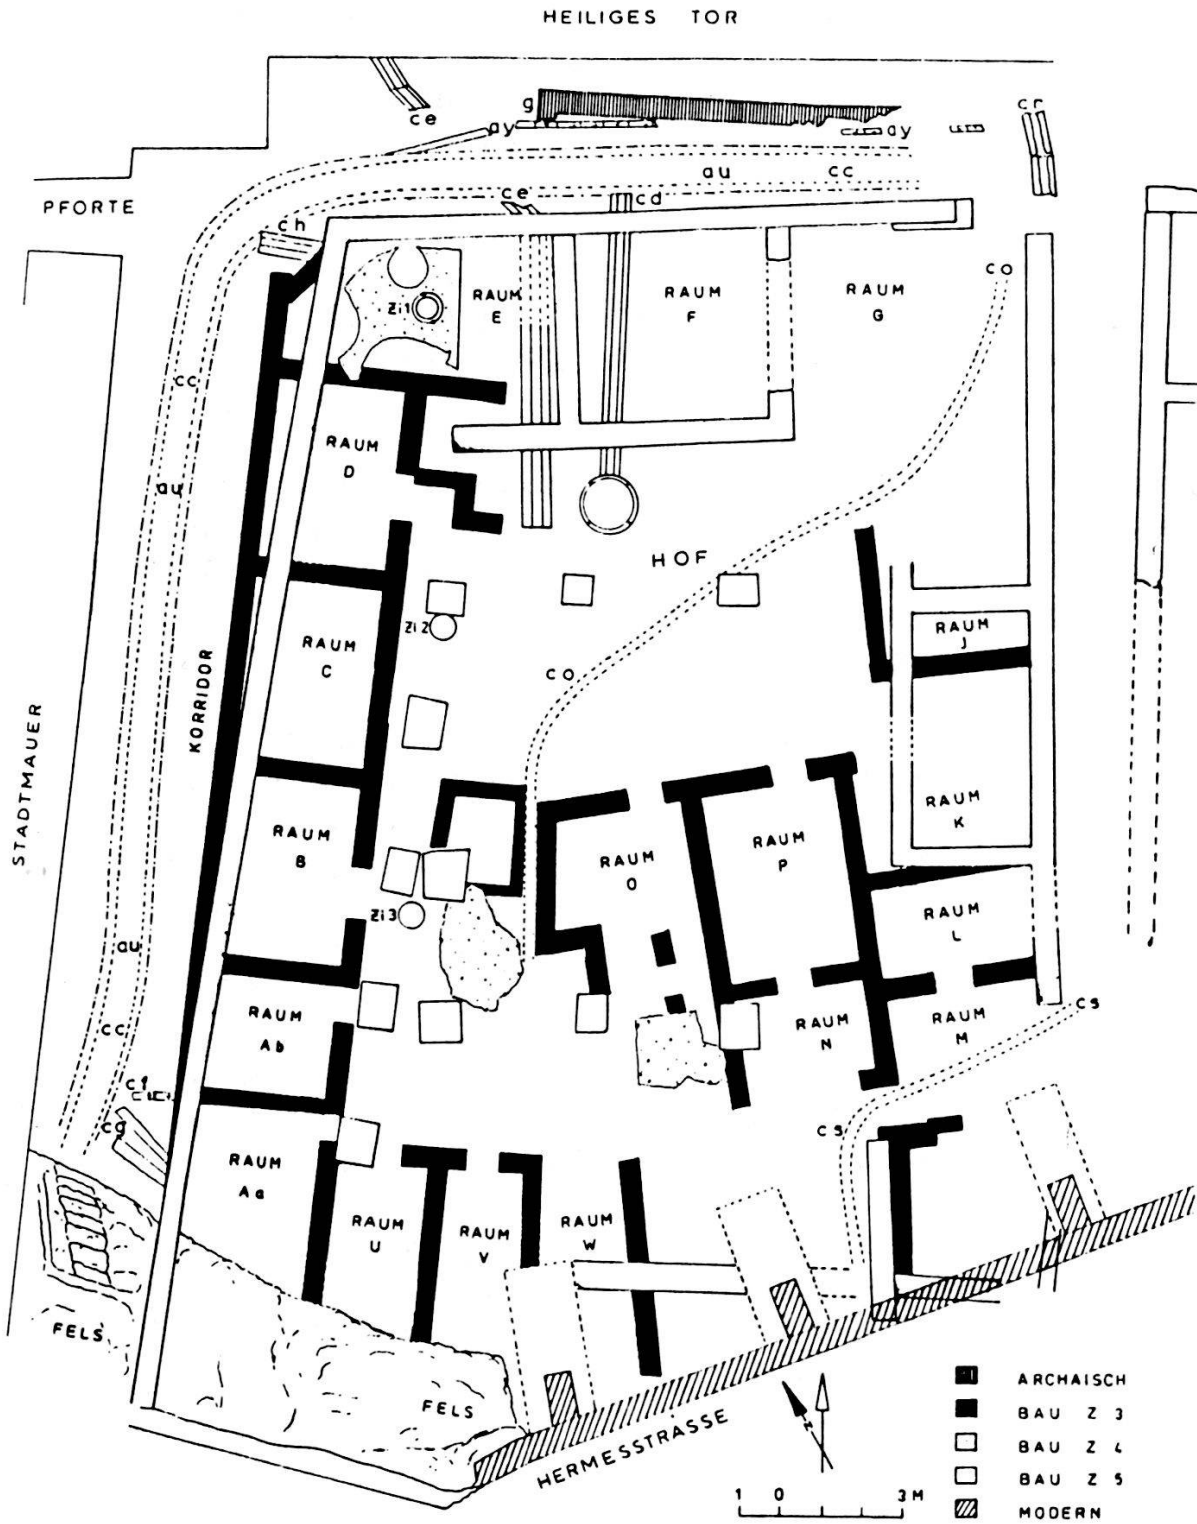 HEILIGES TOR
g
ce
cr
ay
ay
au
cc
PFORTE
ce
cd
ch
co
Zi1
RAUM
E
RAUM
F
RAUM
G
cc
RAUM
D
au
HOF
Zi2
RAUM
C
RAUM
J
co
KORRIDOR
STADTMAUER
RAUM
B
RAUM
O
RAUM
P
RAUM
K
Zi3
RAUM
L
au
cc
RAUM
Ab
RAUM
N
RAUM
M
cs
cf
cg
cs
RAUM
Aa
RAUM
U
RAUM
V
RAUM
W
FELS
FELS
HERMESSTRASSE
N
ARCHAISCH
BAU Z 3
BAU Z 4
BAU Z 5
MODERN
1 0 3 M